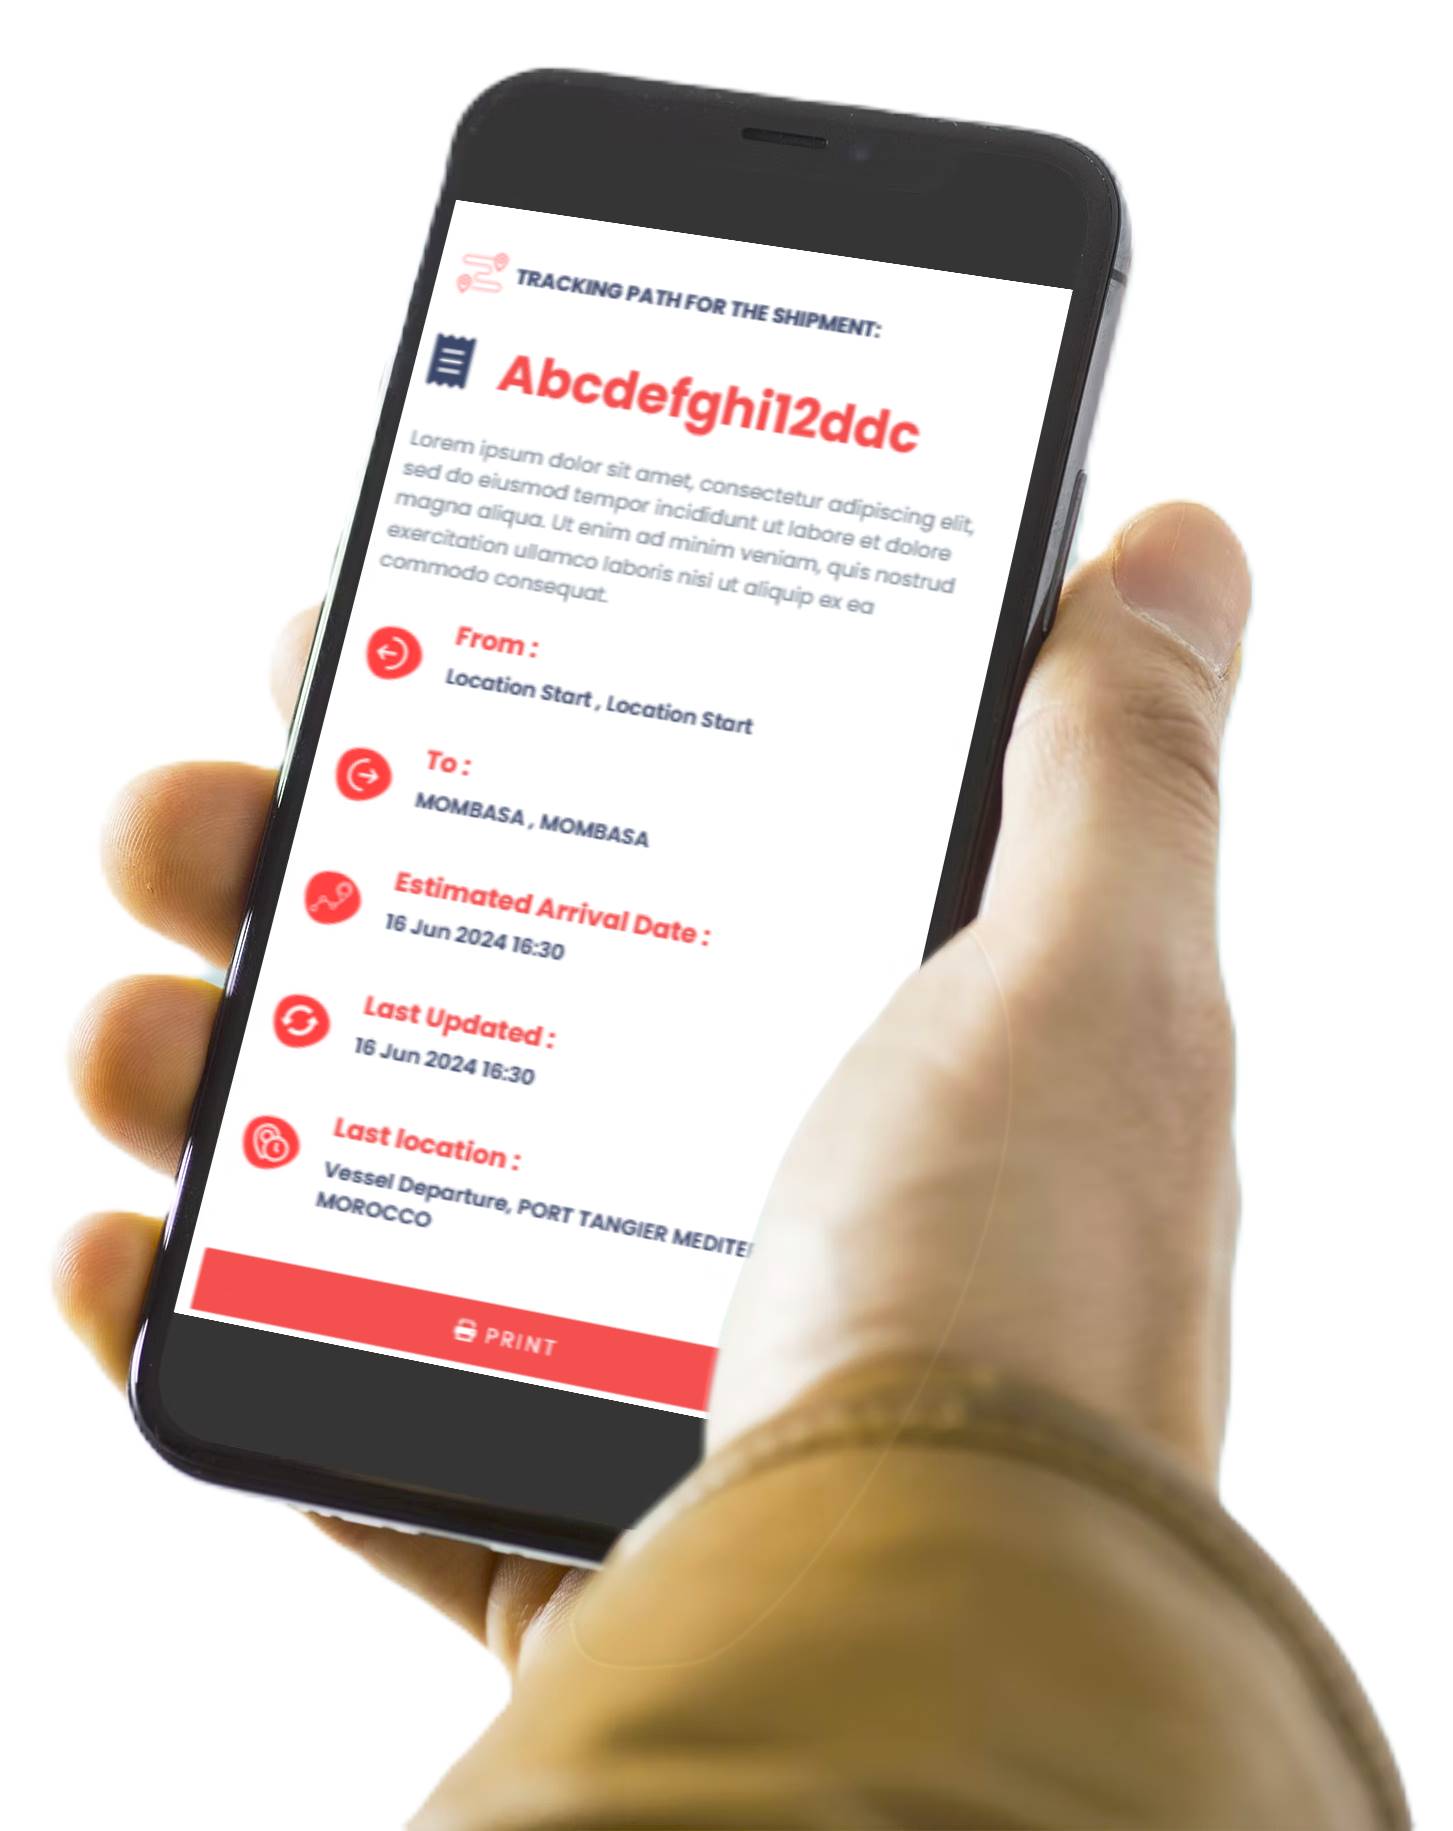 TRACKING PATH FOR THE SHIPMENT:
Abcdefghi12ddc
Lorem ipsum dolor sit amet, consectetur adipiscing elit,
sed do eiusmod tempor incididunt ut labore et dolore
magna aliqua. Ut enim ad minim veniam, quis nostrud
exercitation ullamco laboris nisi ut aliquip ex ea
commodo consequat.
From :
Location Start , Location Start
To :
MOMBASA , MOMBASA
Estimated Arrival Date :
16 Jun 2024 16:30
Last Updated :
16 Jun 2024 16:30
Last location :
Vessel Departure, PORT TANGIER
MOROCCO
PRINT